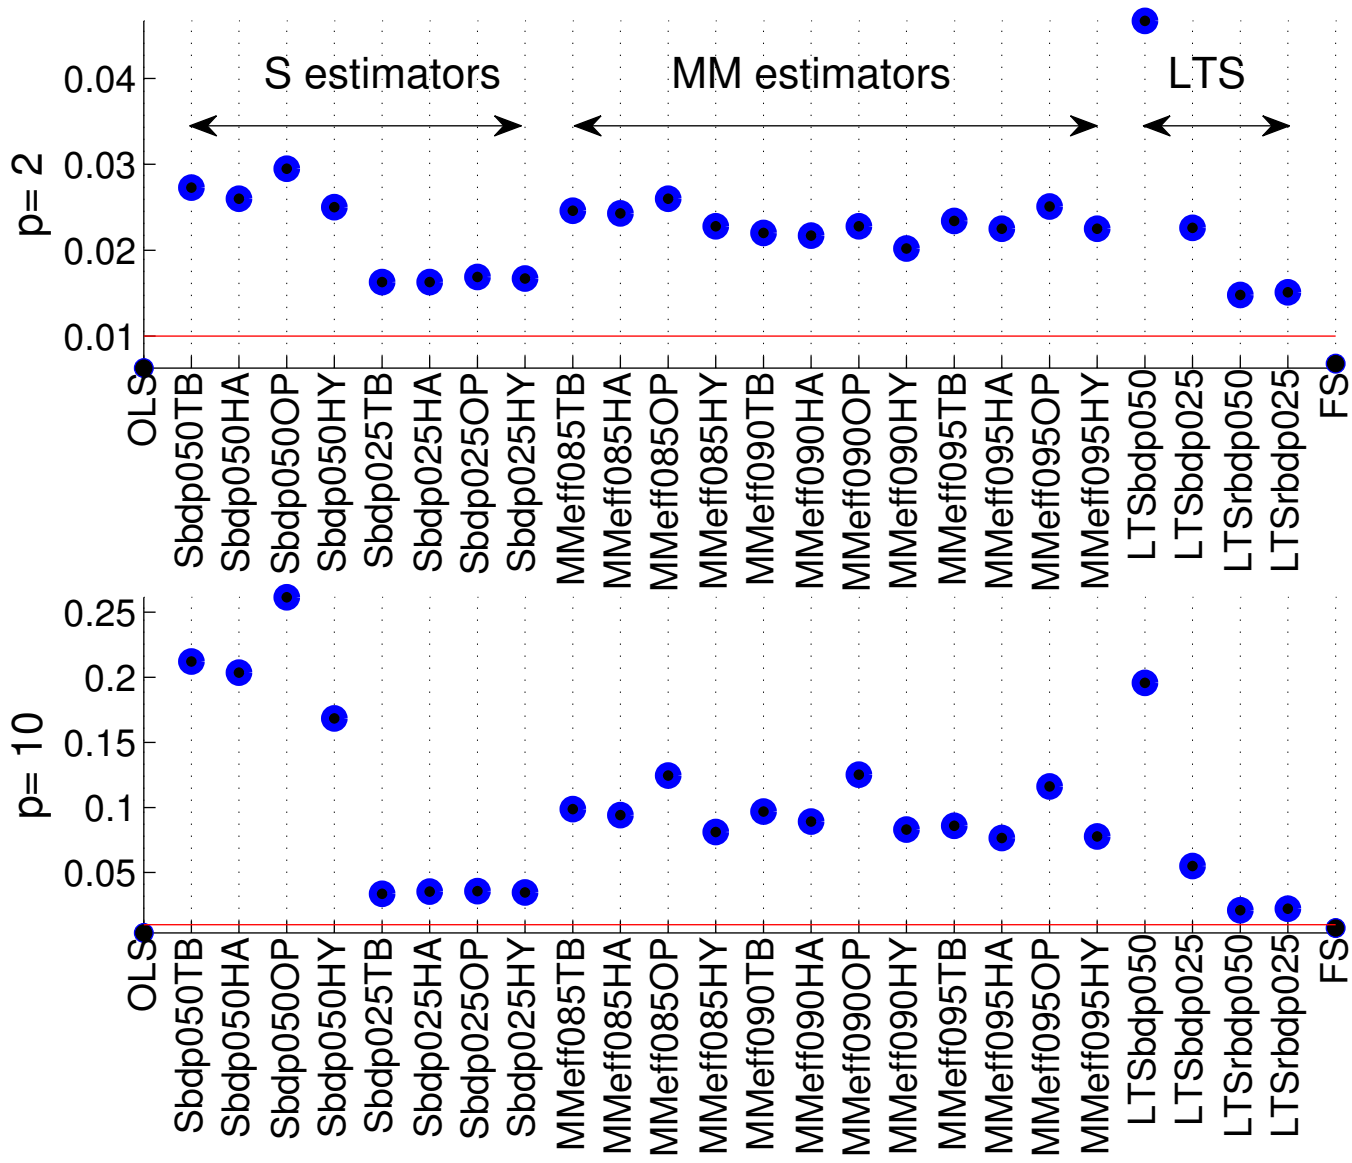 S estimators
MM estimators
LTS
p= 2
0.04
0.03
0.02
0.01
OLS
Sbdp050TB
Sbdp050HA
Sbdp050OP
Sbdp050HY
Sbdp025TB
Sbdp025HA
Sbdp025OP
Sbdp025HY
MMeff085TB
MMeff085HA
MMeff085OP
MMeff085HY
MMeff090TB
MMeff090HA
MMeff090OP
MMeff090HY
MMeff095TB
MMeff095HA
MMeff095OP
MMeff095HY
LTSbdp050
LTSbdp025
LTSrbdp050
LTSrbdp025
FS
p= 10
0.25
0.2
0.15
0.1
0.05
OLS
Sbdp050TB
Sbdp050HA
Sbdp050OP
Sbdp050HY
Sbdp025TB
Sbdp025HA
Sbdp025OP
Sbdp025HY
MMeff085TB
MMeff085HA
MMeff085OP
MMeff085HY
MMeff090TB
MMeff090HA
MMeff090OP
MMeff090HY
MMeff095TB
MMeff095HA
MMeff095OP
MMeff095HY
LTSbdp050
LTSbdp025
LTSrbdp050
LTSrbdp025
FS